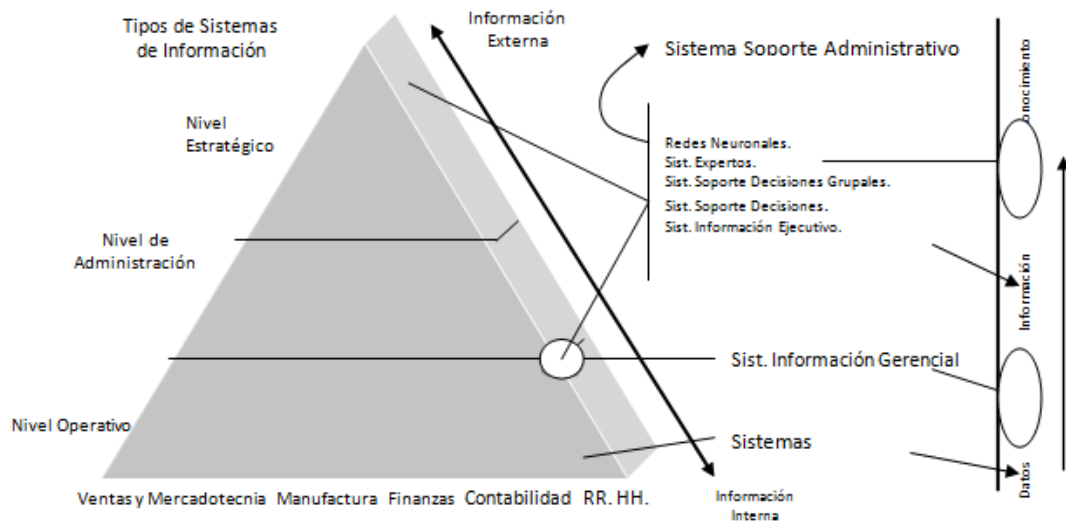 Tipos de Sistemas
de Información
Información
Externa
Sistema Soporte Administrativo
Nivel
Estratégico
Redes Neuronales.
Sist. Expertos.
Sist. Soporte Decisiones Grupales.
Sist. Soporte Decisiones.
Sist. Información Ejecutivo.
onocimiento
Nivel de
Administración
Información
Sist. Información Gerencial
Nivel Operativo
Sistemas
Datos
Ventas y Mercadotecnia Manufactura Finanzas Contabilidad RR. HH.
Información
Interna